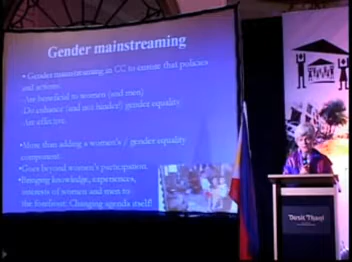 Gender mainstreaming
• Gender mainstreaming in CC to ensure that policies
and actions:
-Are beneficial to women (and men)
-Do enhance (and not hinder) gender equality
-Are effective.
•More than adding a women's / gender equality
component.
•Goes beyond women's participation.
•Bringing knowledge, experiences,
interests of women and men to
the forefront: Changing agenda itself!